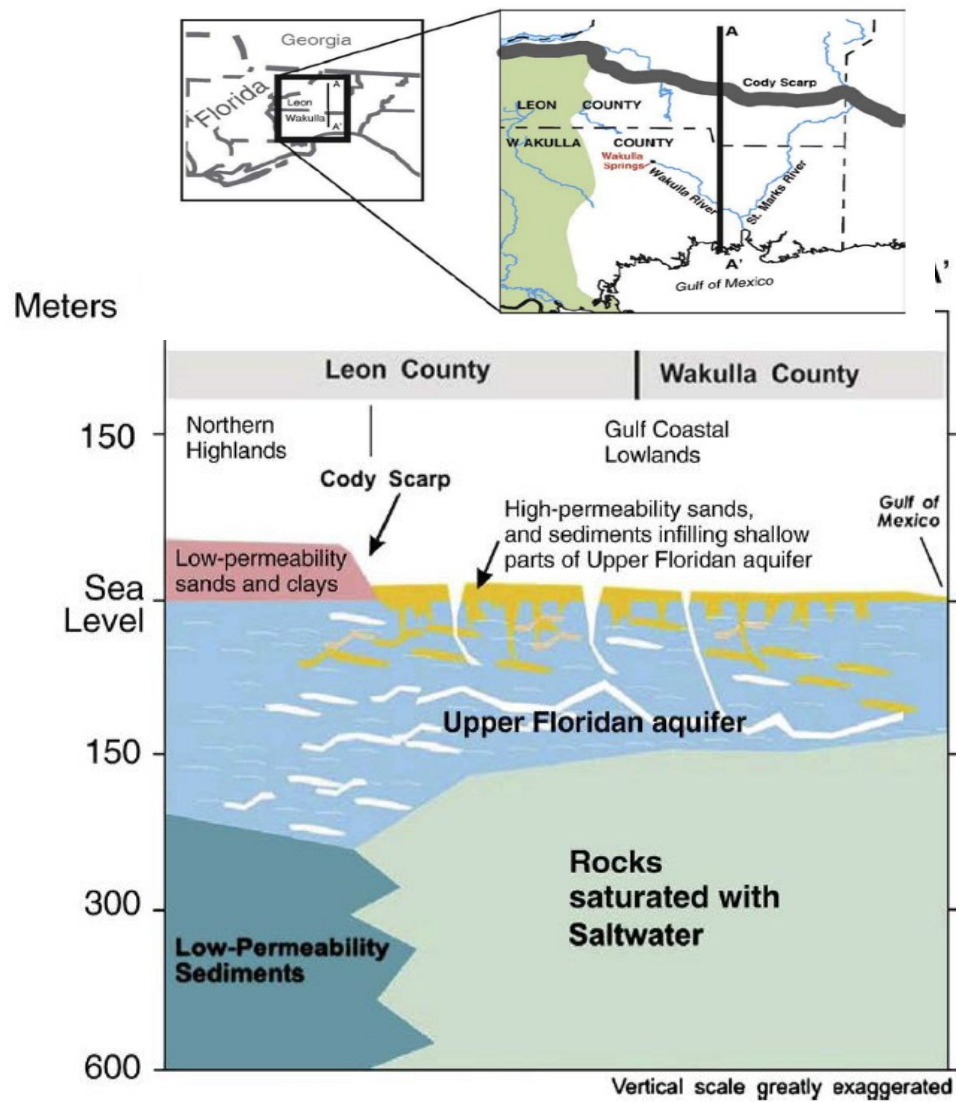 Georgia
Florida
A
Leon
Wakulla
A'
A
Cody Scarp
LEON COUNTY
WAKULLA COUNTY
Wakulla
Springs
Wakulla River
St. Marks River
A'
Gulf of Mexico
A'
Meters
Leon County
Wakulla County
150
Northern
Highlands
Gulf Coastal
Lowlands
Cody Scarp
High-permeability sands,
and sediments infilling shallow
parts of Upper Floridan aquifer
Gulf of
Mexico
Low-permeability
sands and clays
Sea
Level
Upper Floridan aquifer
150
Rocks
saturated with
Saltwater
300
Low-Permeability
Sediments
600
Vertical scale greatly exaggerated